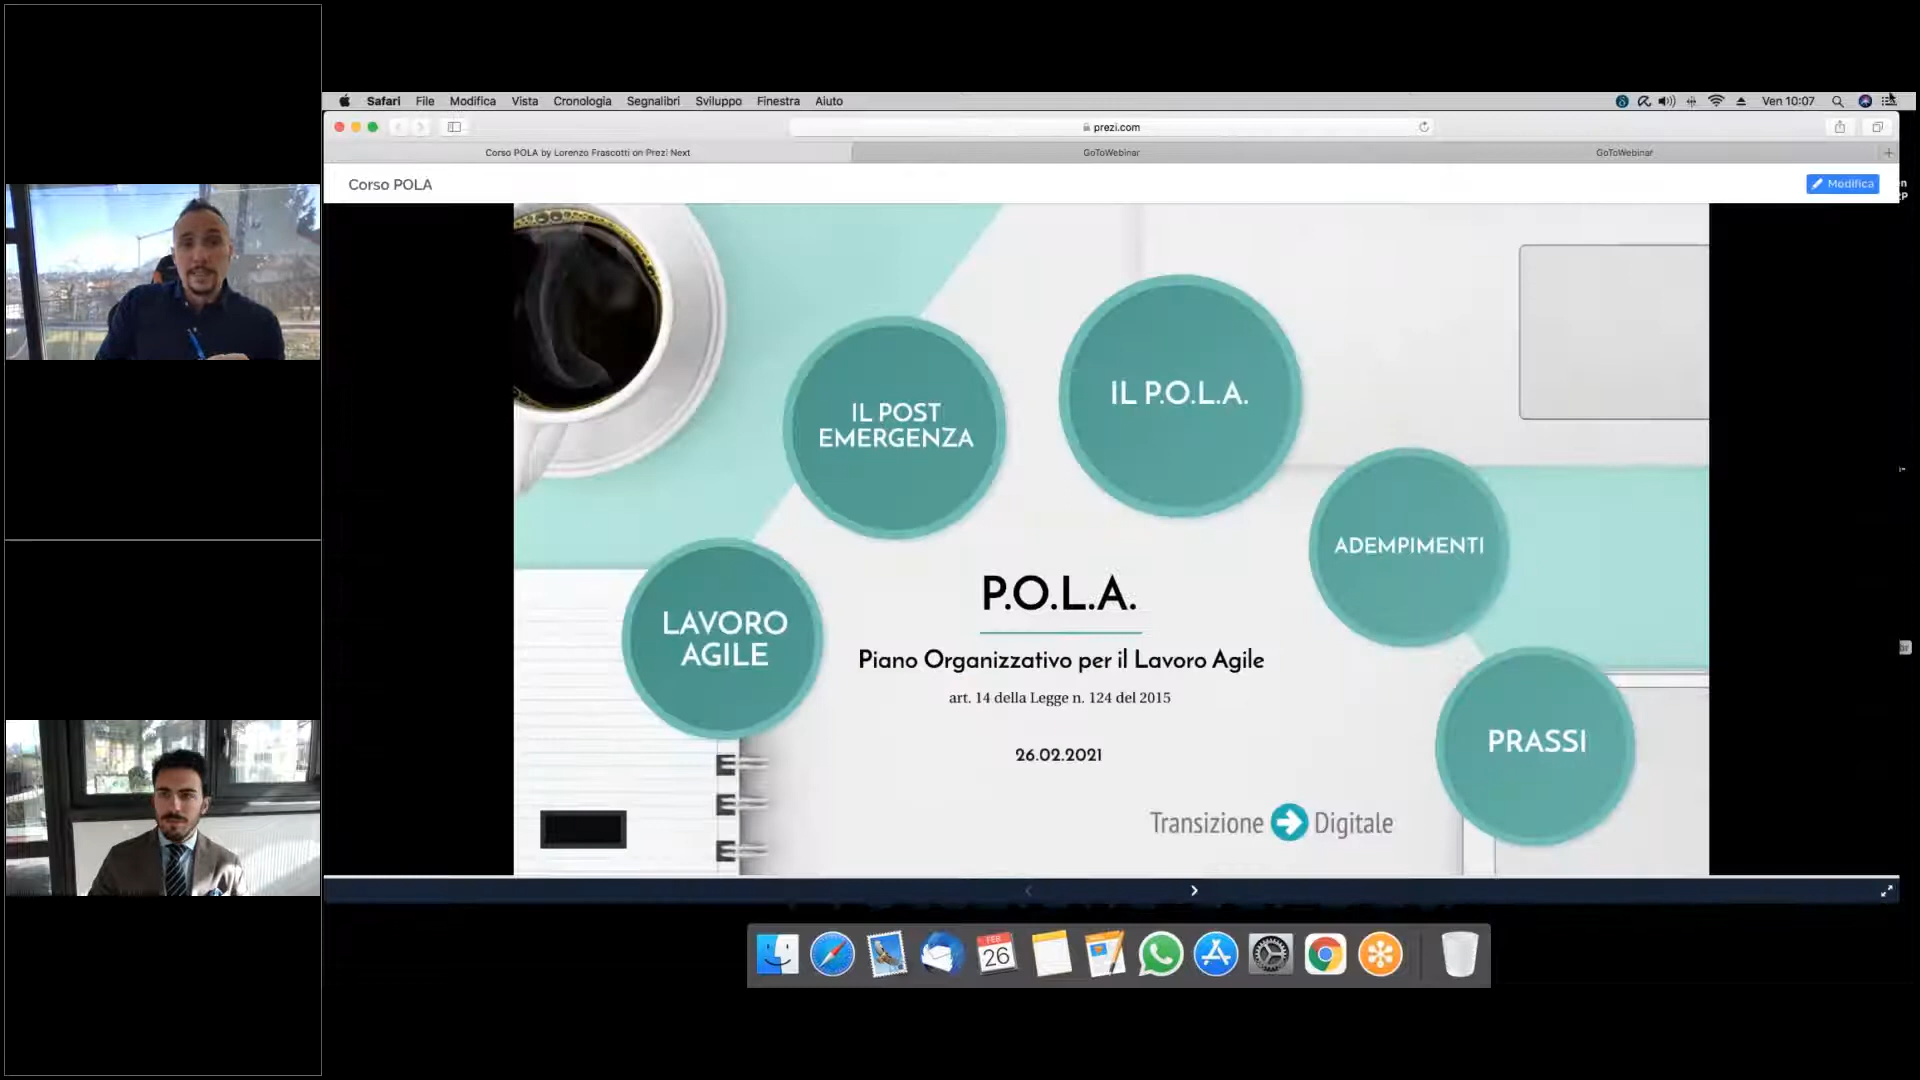 Safari File Modifica Vista Cronologia Segnalibri Sviluppo Finestra Aiuto
Ven 10:07
prezi.com
Corso POLA by Lorenzo Frascotti on Prezi Next
GoToWebinar
GoToWebinar
Corso POLA
Modifica
IL POST
EMERGENZA
IL P.O.L.A.
ADEMPIMENTI
LAVORO
AGILE
PRASSI
P.O.L.A.
Piano Organizzativo per il Lavoro Agile
art. 14 della Legge n. 124 del 2015
26.02.2021
Transizione Digitale
FEB
26